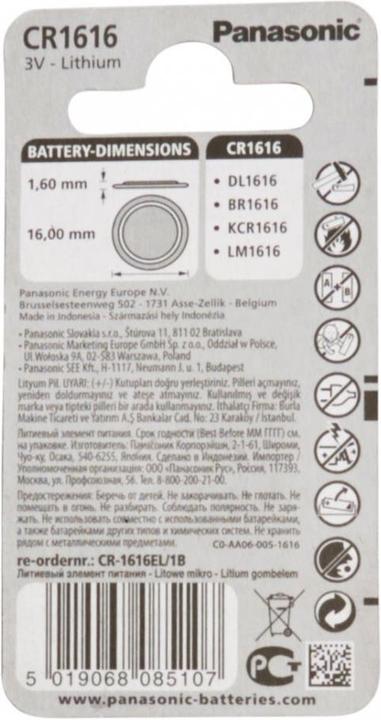 CR1616
3V - Lithium
Panasonic
BATTERY-DIMENSIONS
1,60 mm
16,00 mm
CR1616
• DL1616
• BR1616
• KCR1616
• LM1616
Panasonic Energy Europe N.V.
Brusselsesteenweg 502 - 1731 Asse-Zellik - Belgium
Made in Indonesia - Származási hely Indonézia
• Panasonic Slovakia s.r.o., Štúrova 11, 811 02 Bratislava
• Panasonic Marketing Europe GmbH Sp. z o.o., Oddział w Polsce,
Ul.Wołoska 9A, 02-583 Warszawa, Poland
• Panasonic SEE Kft., H-1117, Neumann J. u. 1, Budapest
Lityum Pil. UYARI: (+/-) Kutupları doğru yerleştiriniz. Pilleri açmayınız,
yeniden doldurmayınız ve ateşe atmayınız. Kullanılmış ve değişik
marka veya tipteki pilleri bir arada kullanmayınız. İthalatçi Firma: Burla
Makine Ticareti ve Yatırım A.Ş Bankalar Cad. No: 23 Karaköy / İstanbul.
Литиевый элемент питания. Срок годности (Best Before MM ГГГГ) см.
на упаковке. Изготовитель: Панасоник Корпорэйшн, 2-1-61, Широми,
Чуо-ку, Осака, 540-6255, Япония. Сделано в Индонезии. Импортер /
Уполномоченная организация: ООО «Панасоник Рус», Россия, 117393,
Москва, ул. Профсоюзная, 56. Тел. 8-800-200-21-00.
Предостережения. Беречь от детей. Не закорачивать. Не глотать. Не
помещать в огонь. Не разбирать. Соблюдать полярность. Не заря-
жать. Не использовать совместно с использованными батарейками,
а также батарейками других типов и химических систем. Не хранить
рядом с металлическими предметами.
C0-AA06-005-1616
re-ordernr.: CR-1616EL/1B
Литиевый элемент питания - Litowe mikro - Lítium gombelem
A
B
5 019068 085107
www.panasonic-batteries.com